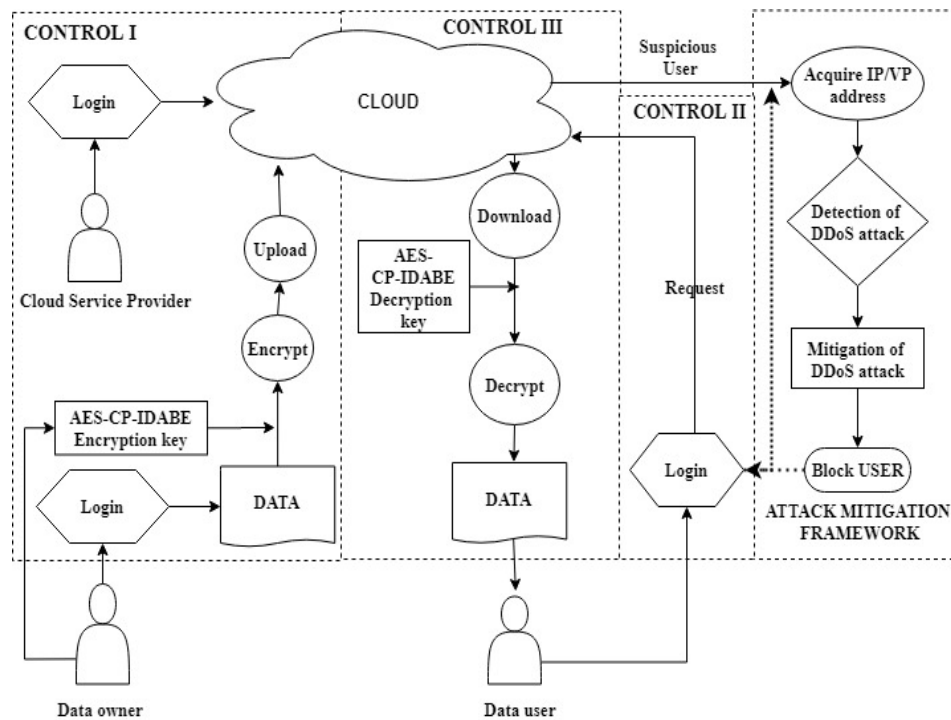 CONTROL I
CONTROL III
Suspicious
User
Acquire IP/VP
address
Login
CLOUD
CONTROL II
Download
Detection of
DDoS attack
Upload
AES-
CP-IDABE
Decryption
key
Request
Cloud Service Provider
Encrypt
Mitigation of
DDoS attack
Decrypt
AES-CP-IDABE
Encryption key
Login
Block USER
Login
DATA
DATA
ATTACK MITIGATION
FRAMEWORK
Data owner
Data user